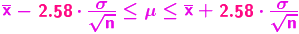 x̅ − 2.58 · σ/√n ≤ μ ≤ x̅ + 2.58 · σ/√n